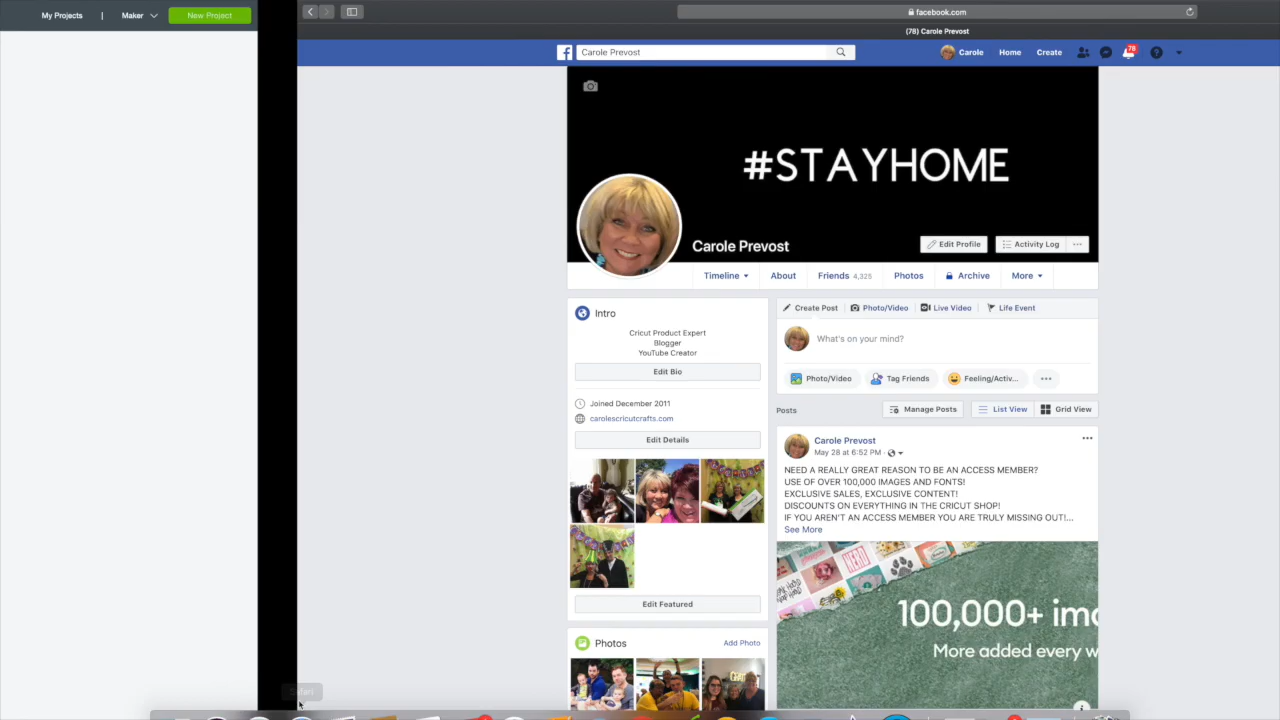 My Projects | Maker New Project
facebook.com
(78) Carole Prevost
Carole Prevost
Carole Home Create 78
#STAYHOME
Carole Prevost
Edit Profile Activity Log
Timeline About Friends 4,325 Photos Archive More
Intro
Cricut Product Expert
Blogger
YouTube Creator
Edit Bio
Joined December 2011
carolescricutcrafts.com
Edit Details
Edit Featured
Photos Add Photo
Create Post Photo/Video Live Video Life Event
What's on your mind?
Photo/Video Tag Friends Feeling/Activ...
Posts Manage Posts List View Grid View
Carole Prevost
May 28 at 6:52 PM
NEED A REALLY GREAT REASON TO BE AN ACCESS MEMBER?
USE OF OVER 100,000 IMAGES AND FONTS!
EXCLUSIVE SALES, EXCLUSIVE CONTENT!
DISCOUNTS ON EVERYTHING IN THE CRICUT SHOP!
IF YOU AREN'T AN ACCESS MEMBER YOU ARE TRULY MISSING OUT!...
See More
100,000+ ima
More added every w
Safari